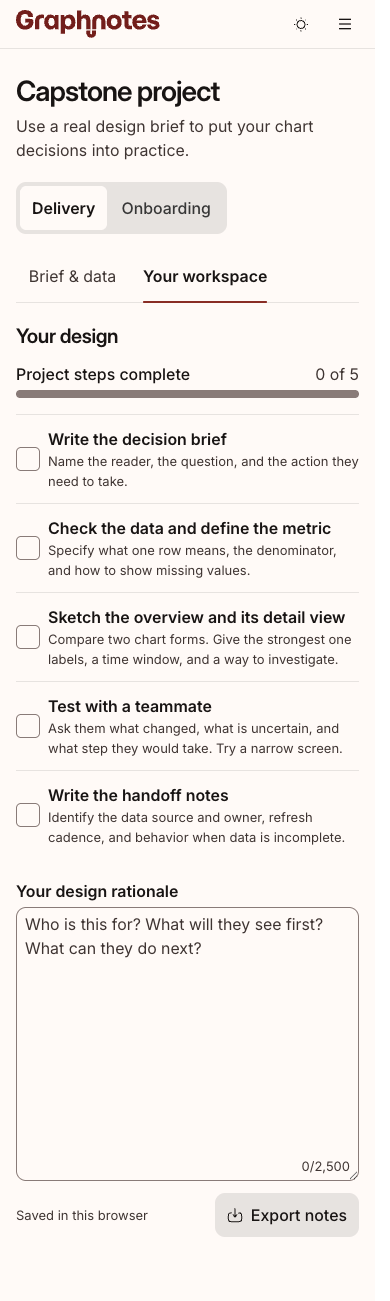 Graphnotes
Capstone project
Use a real design brief to put your chart
decisions into practice.
Delivery
Onboarding
Brief & data
Your workspace
Your design
Project steps complete
0 of 5
Write the decision brief
Name the reader, the question, and the action they
need to take.
Check the data and define the metric
Specify what one row means, the denominator,
and how to show missing values.
Sketch the overview and its detail view
Compare two chart forms. Give the strongest one
labels, a time window, and a way to investigate.
Test with a teammate
Ask them what changed, what is uncertain, and
what step they would take. Try a narrow screen.
Write the handoff notes
Identify the data source and owner, refresh
cadence, and behavior when data is incomplete.
Your design rationale
Who is this for? What will they see first?
What can they do next?
0/2,500
Saved in this browser
Export notes